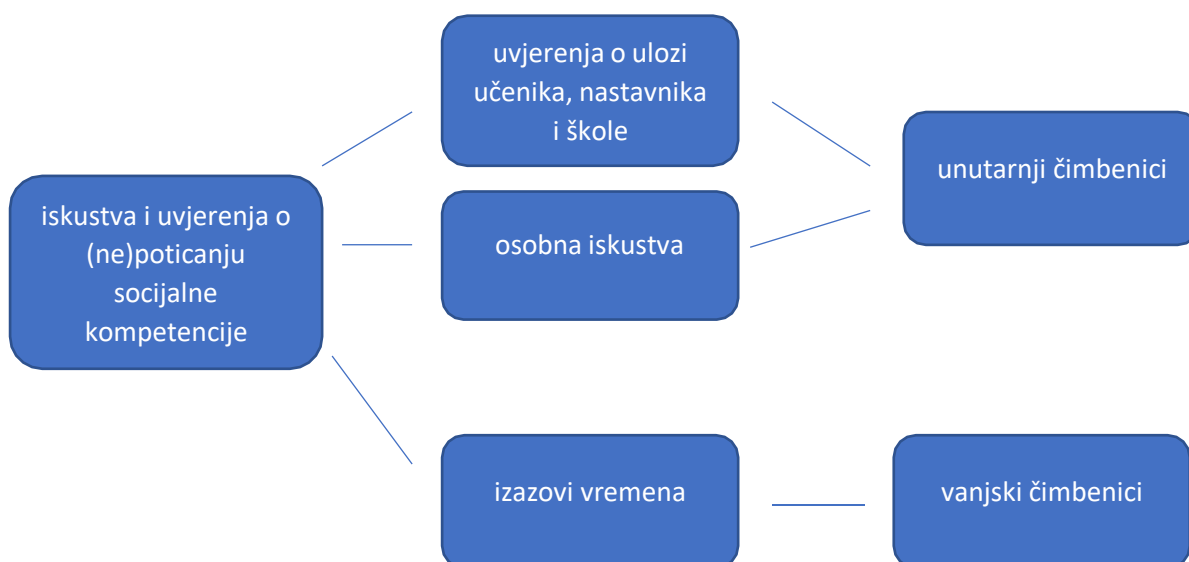 uvjerenja o ulozi
učenika, nastavnika
i škole
unutarnji čimbenici
iskustva i uvjerenja o
(ne)poticanju
socijalne
kompetencije
osobna iskustva
izazovi vremena
vanjski čimbenici